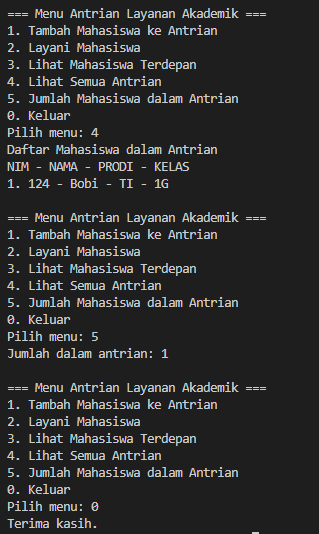 === Menu Antrian Layanan Akademik ===
1. Tambah Mahasiswa ke Antrian
2. Layani Mahasiswa
3. Lihat Mahasiswa Terdepan
4. Lihat Semua Antrian
5. Jumlah Mahasiswa dalam Antrian
0. Keluar
Pilih menu: 4
Daftar Mahasiswa dalam Antrian
NIM - NAMA - PRODI - KELAS
1. 124 - Bobi - TI - 1G

=== Menu Antrian Layanan Akademik ===
1. Tambah Mahasiswa ke Antrian
2. Layani Mahasiswa
3. Lihat Mahasiswa Terdepan
4. Lihat Semua Antrian
5. Jumlah Mahasiswa dalam Antrian
0. Keluar
Pilih menu: 5
Jumlah dalam antrian: 1

=== Menu Antrian Layanan Akademik ===
1. Tambah Mahasiswa ke Antrian
2. Layani Mahasiswa
3. Lihat Mahasiswa Terdepan
4. Lihat Semua Antrian
5. Jumlah Mahasiswa dalam Antrian
0. Keluar
Pilih menu: 0
Terima kasih.